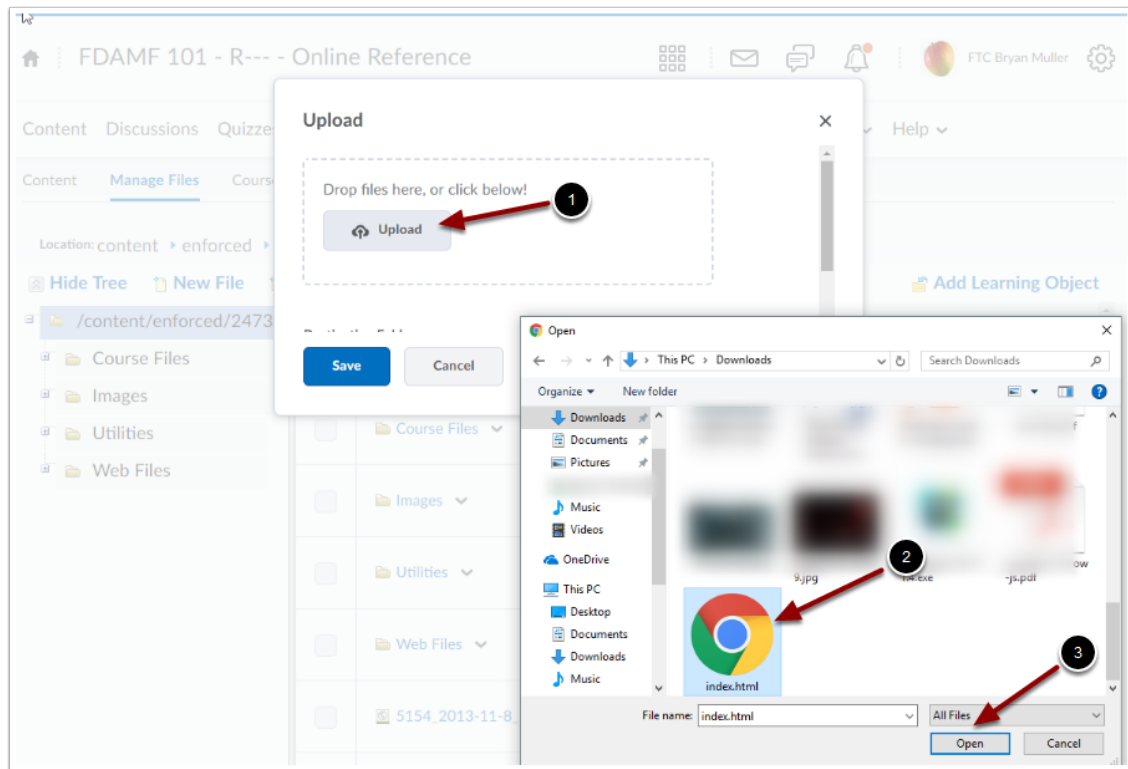 FDAMF 101 - R--- - Online Reference
FTC Bryan Muller
Content Discussions Quizze
Help
Content Manage Files Cours
Location: content enforced
Hide Tree New File
Add Learning Object
/content/enforced/2473
Course Files
Images
Utilities
Web Files
Course Files
Images
Utilities
Web Files
5154_2013-11-8_
Upload
Drop files here, or click below!
Upload
1
Save Cancel
Open
This PC > Downloads
Search Downloads
Organize New folder
Downloads
Documents
Pictures
Music
Videos
OneDrive
This PC
Desktop
Documents
Downloads
Music
9.jpg
1.4.exe
-js.pdf
index.html
2
3
File name: index.html
All Files
Open Cancel